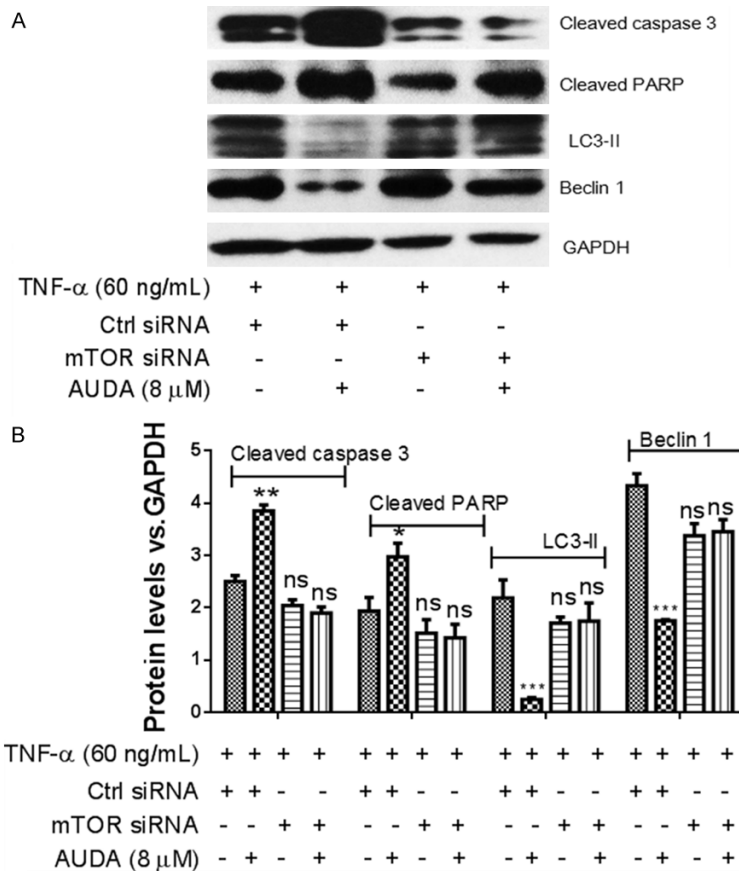 A
Cleaved caspase 3
Cleaved PARP
LC3-II
Beclin 1
GAPDH
TNF-α (60 ng/mL) + + + +
Ctrl siRNA + + - -
mTOR siRNA - - + +
AUDA (8 μM) - + - +
B
Protein levels vs.GAPDH
5
4
3
2
1
0
Cleaved caspase 3
Cleaved PARP
LC3-II
Beclin 1
** ns ns
* ns ns
*** ns ns
*** ns ns
TNF-α (60 ng/mL) + + + + + + + + + + + + + + + +
Ctrl siRNA + + - - + + - - + + - - + + - -
mTOR siRNA - - + + - - + + - - + + - - + +
AUDA (8 μM) - + - + - + - + - + - + - + - +